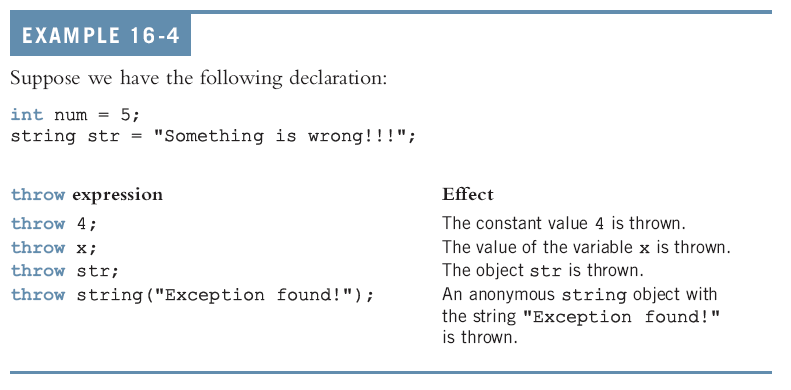 EXAMPLE 16-4
Suppose we have the following declaration:
int num = 5;
string str = "Something is wrong!!!";
throw expression Effect
throw 4; The constant value 4 is thrown.
throw x; The value of the variable x is thrown.
throw str; The object str is thrown.
throw string("Exception found!"); An anonymous string object with
the string "Exception found!"
is thrown.